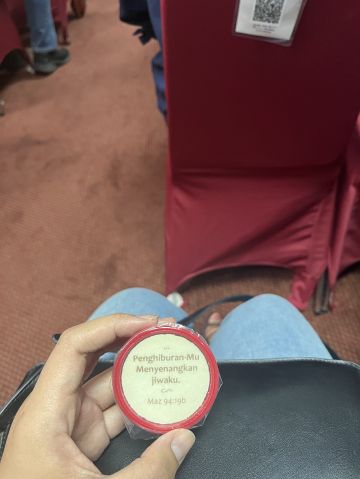 Penghiburan-Mu
Menyenangkan
jiwaku.
Maz 94:19b